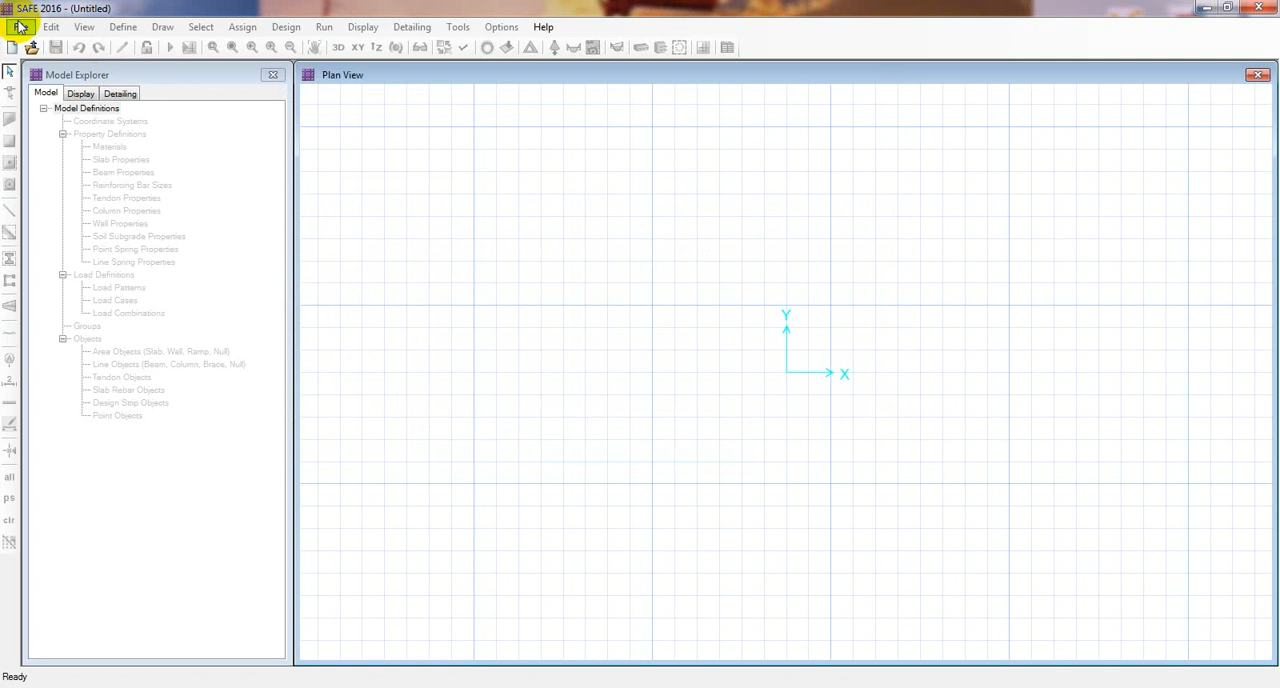 SAFE 2016 - (Untitled)
Edit View Define Draw Select Assign Design Run Display Detailing Tools Options Help
3D XY
Model Explorer
Plan View
Model Display Detailing
Model Definitions
Coordinate Systems
Property Definitions
Materials
Slab Properties
Beam Properties
Reinforcing Bar Sizes
Tendon Properties
Column Properties
Wall Properties
Soil Subgrade Properties
Point Spring Properties
Line Spring Properties
Load Definitions
Load Patterns
Load Cases
Load Combinations
Groups
Objects
Area Objects (Slab, Wall, Ramp, Null)
Line Objects (Beam, Column, Brace, Null)
Tendon Objects
Slab Rebar Objects
Design Strip Objects
Point Objects
Y
X
all
ps
clr
Ready